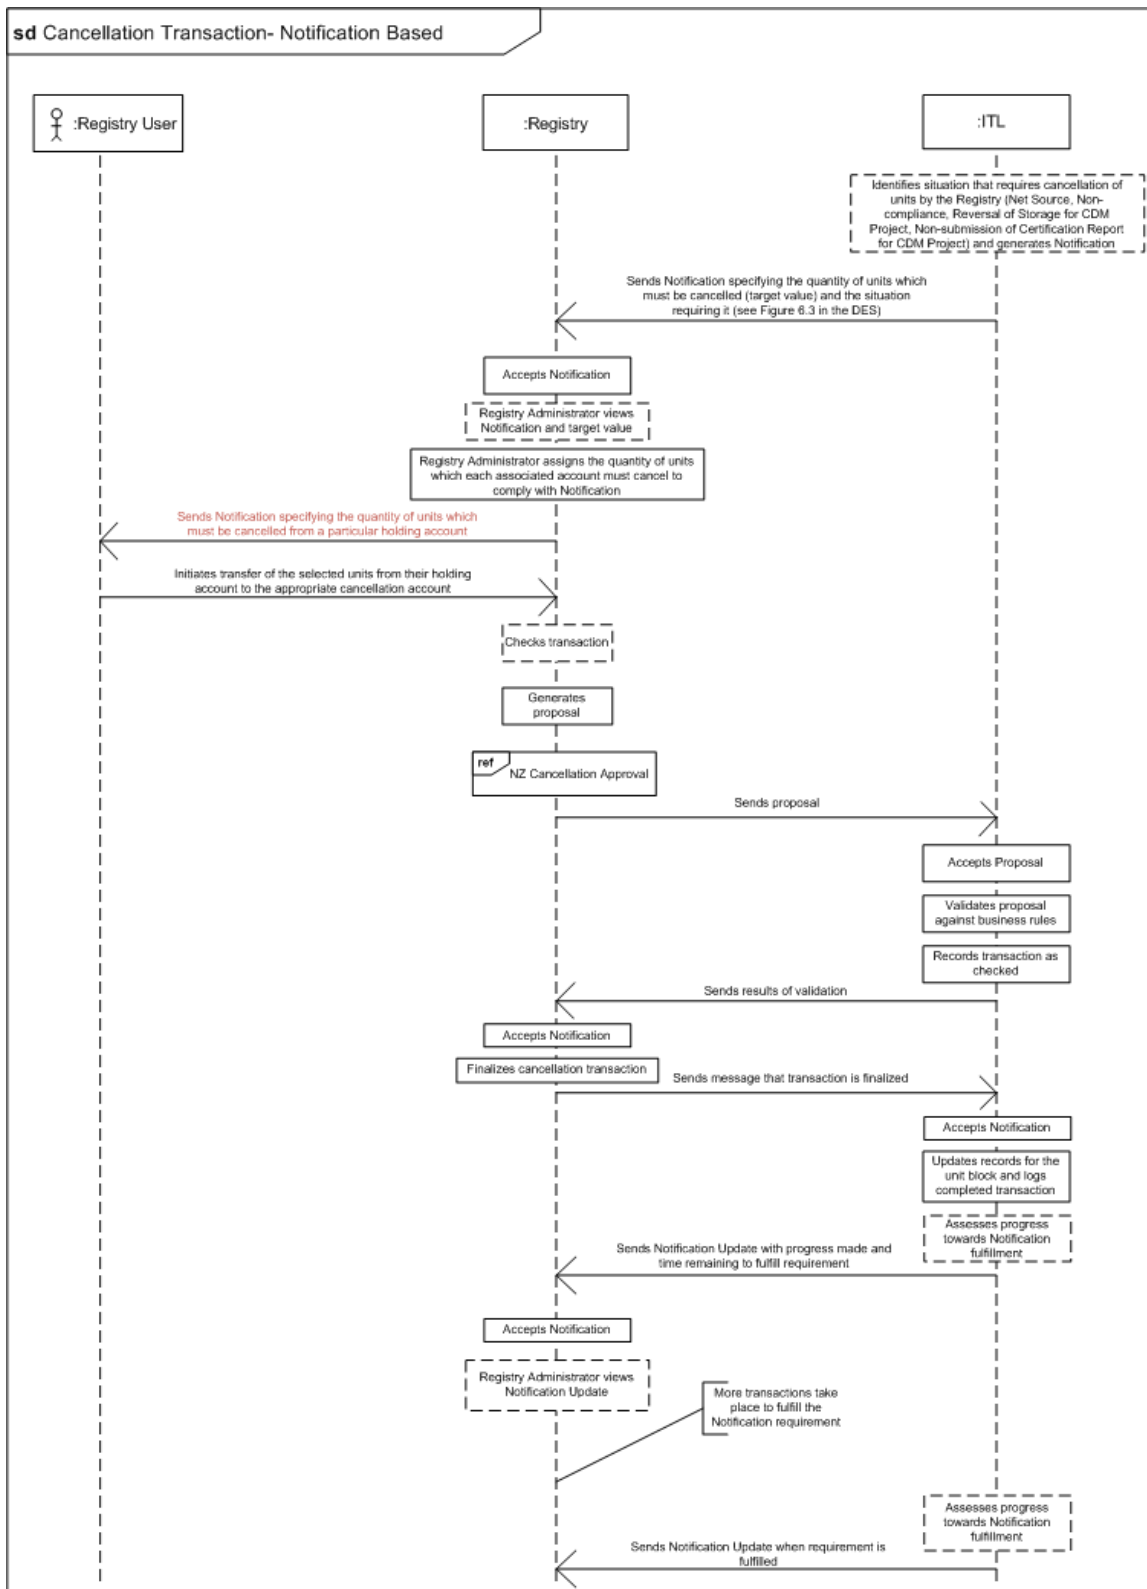 sd Cancellation Transaction- Notification Based
:Registry User
:Registry
:ITL
Identifies situation that requires cancellation of
units by the Registry (Net Source, Non-
compliance, Reversal of Storage for CDM
Project, Non-submission of Certification Report
for CDM Project) and generates Notification
Sends Notification specifying the quantity of units which
must be cancelled (target value) and the situation
requiring it (see Figure 6.3 in the DES)
Accepts Notification
Registry Administrator views
Notification and target value
Registry Administrator assigns the quantity of units
which each associated account must cancel to
comply with Notification
Sends Notification specifying the quantity of units which
must be cancelled from a particular holding account
Initiates transfer of the selected units from their holding
account to the appropriate cancellation account
Checks transaction
Generates
proposal
ref
NZ Cancellation Approval
Sends proposal
Accepts Proposal
Validates proposal
against business rules
Records transaction as
checked
Sends results of validation
Accepts Notification
Finalizes cancellation transaction
Sends message that transaction is finalized
Accepts Notification
Updates records for the
unit block and logs
completed transaction
Assesses progress
towards Notification
fulfillment
Sends Notification Update with progress made and
time remaining to fulfill requirement
Accepts Notification
Registry Administrator views
Notification Update
More transactions take
place to fulfill the
Notification requirement
Assesses progress
towards Notification
fulfillment
Sends Notification Update when requirement is
fulfilled